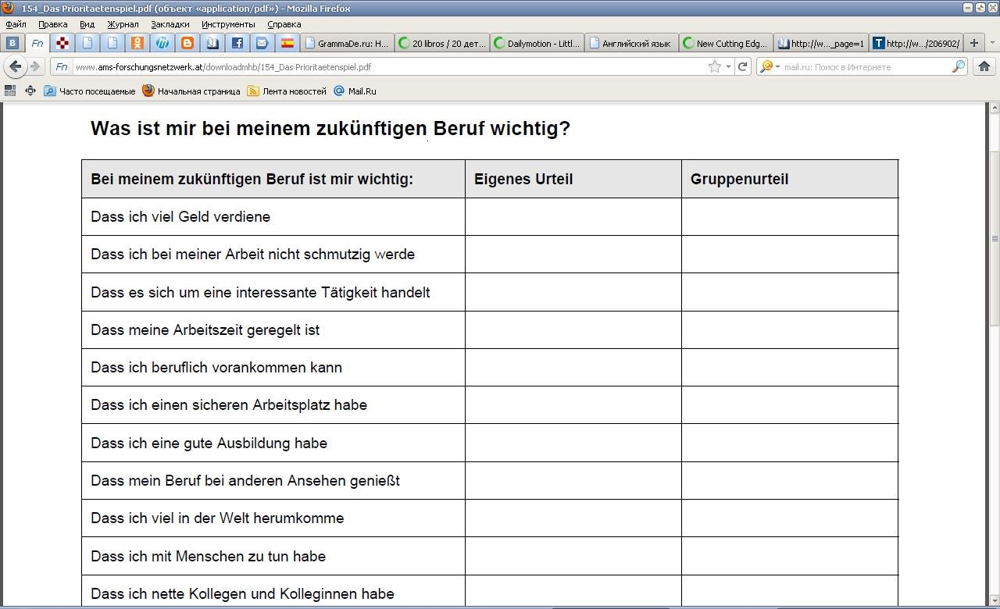 154_Das Prioritaetenspiel.pdf (объект «application/pdf») - Mozilla Firefox
Файл Правка Вид Журнал Закладки Инструменты Справка
B Fn GrammaDe.ru: H... 20 libros / 20 дет... Dailymotion - Littl... Английский язык New Cutting Edg... http://w..._page=1 T http://w.../206902/
Fn www.ams-forschungsnetwerk.at/downloadmhb/154_Das Prioritaetenspiel.pdf mail.ru: Поиск в Интернете
Часто посещаемые Начальная страница Лента новостей Mail.Ru
Was ist mir bei meinem zukünftigen Beruf wichtig?
Bei meinem zukünftigen Beruf ist mir wichtig: Eigenes Urteil Gruppenurteil
Dass ich viel Geld verdiene
Dass ich bei meiner Arbeit nicht schmutzig werde
Dass es sich um eine interessante Tätigkeit handelt
Dass meine Arbeitszeit geregelt ist
Dass ich beruflich vorankommen kann
Dass ich einen sicheren Arbeitsplatz habe
Dass ich eine gute Ausbildung habe
Dass mein Beruf bei anderen Ansehen genießt
Dass ich viel in der Welt herumkomme
Dass ich mit Menschen zu tun habe
Dass ich nette Kollegen und Kolleginnen habe